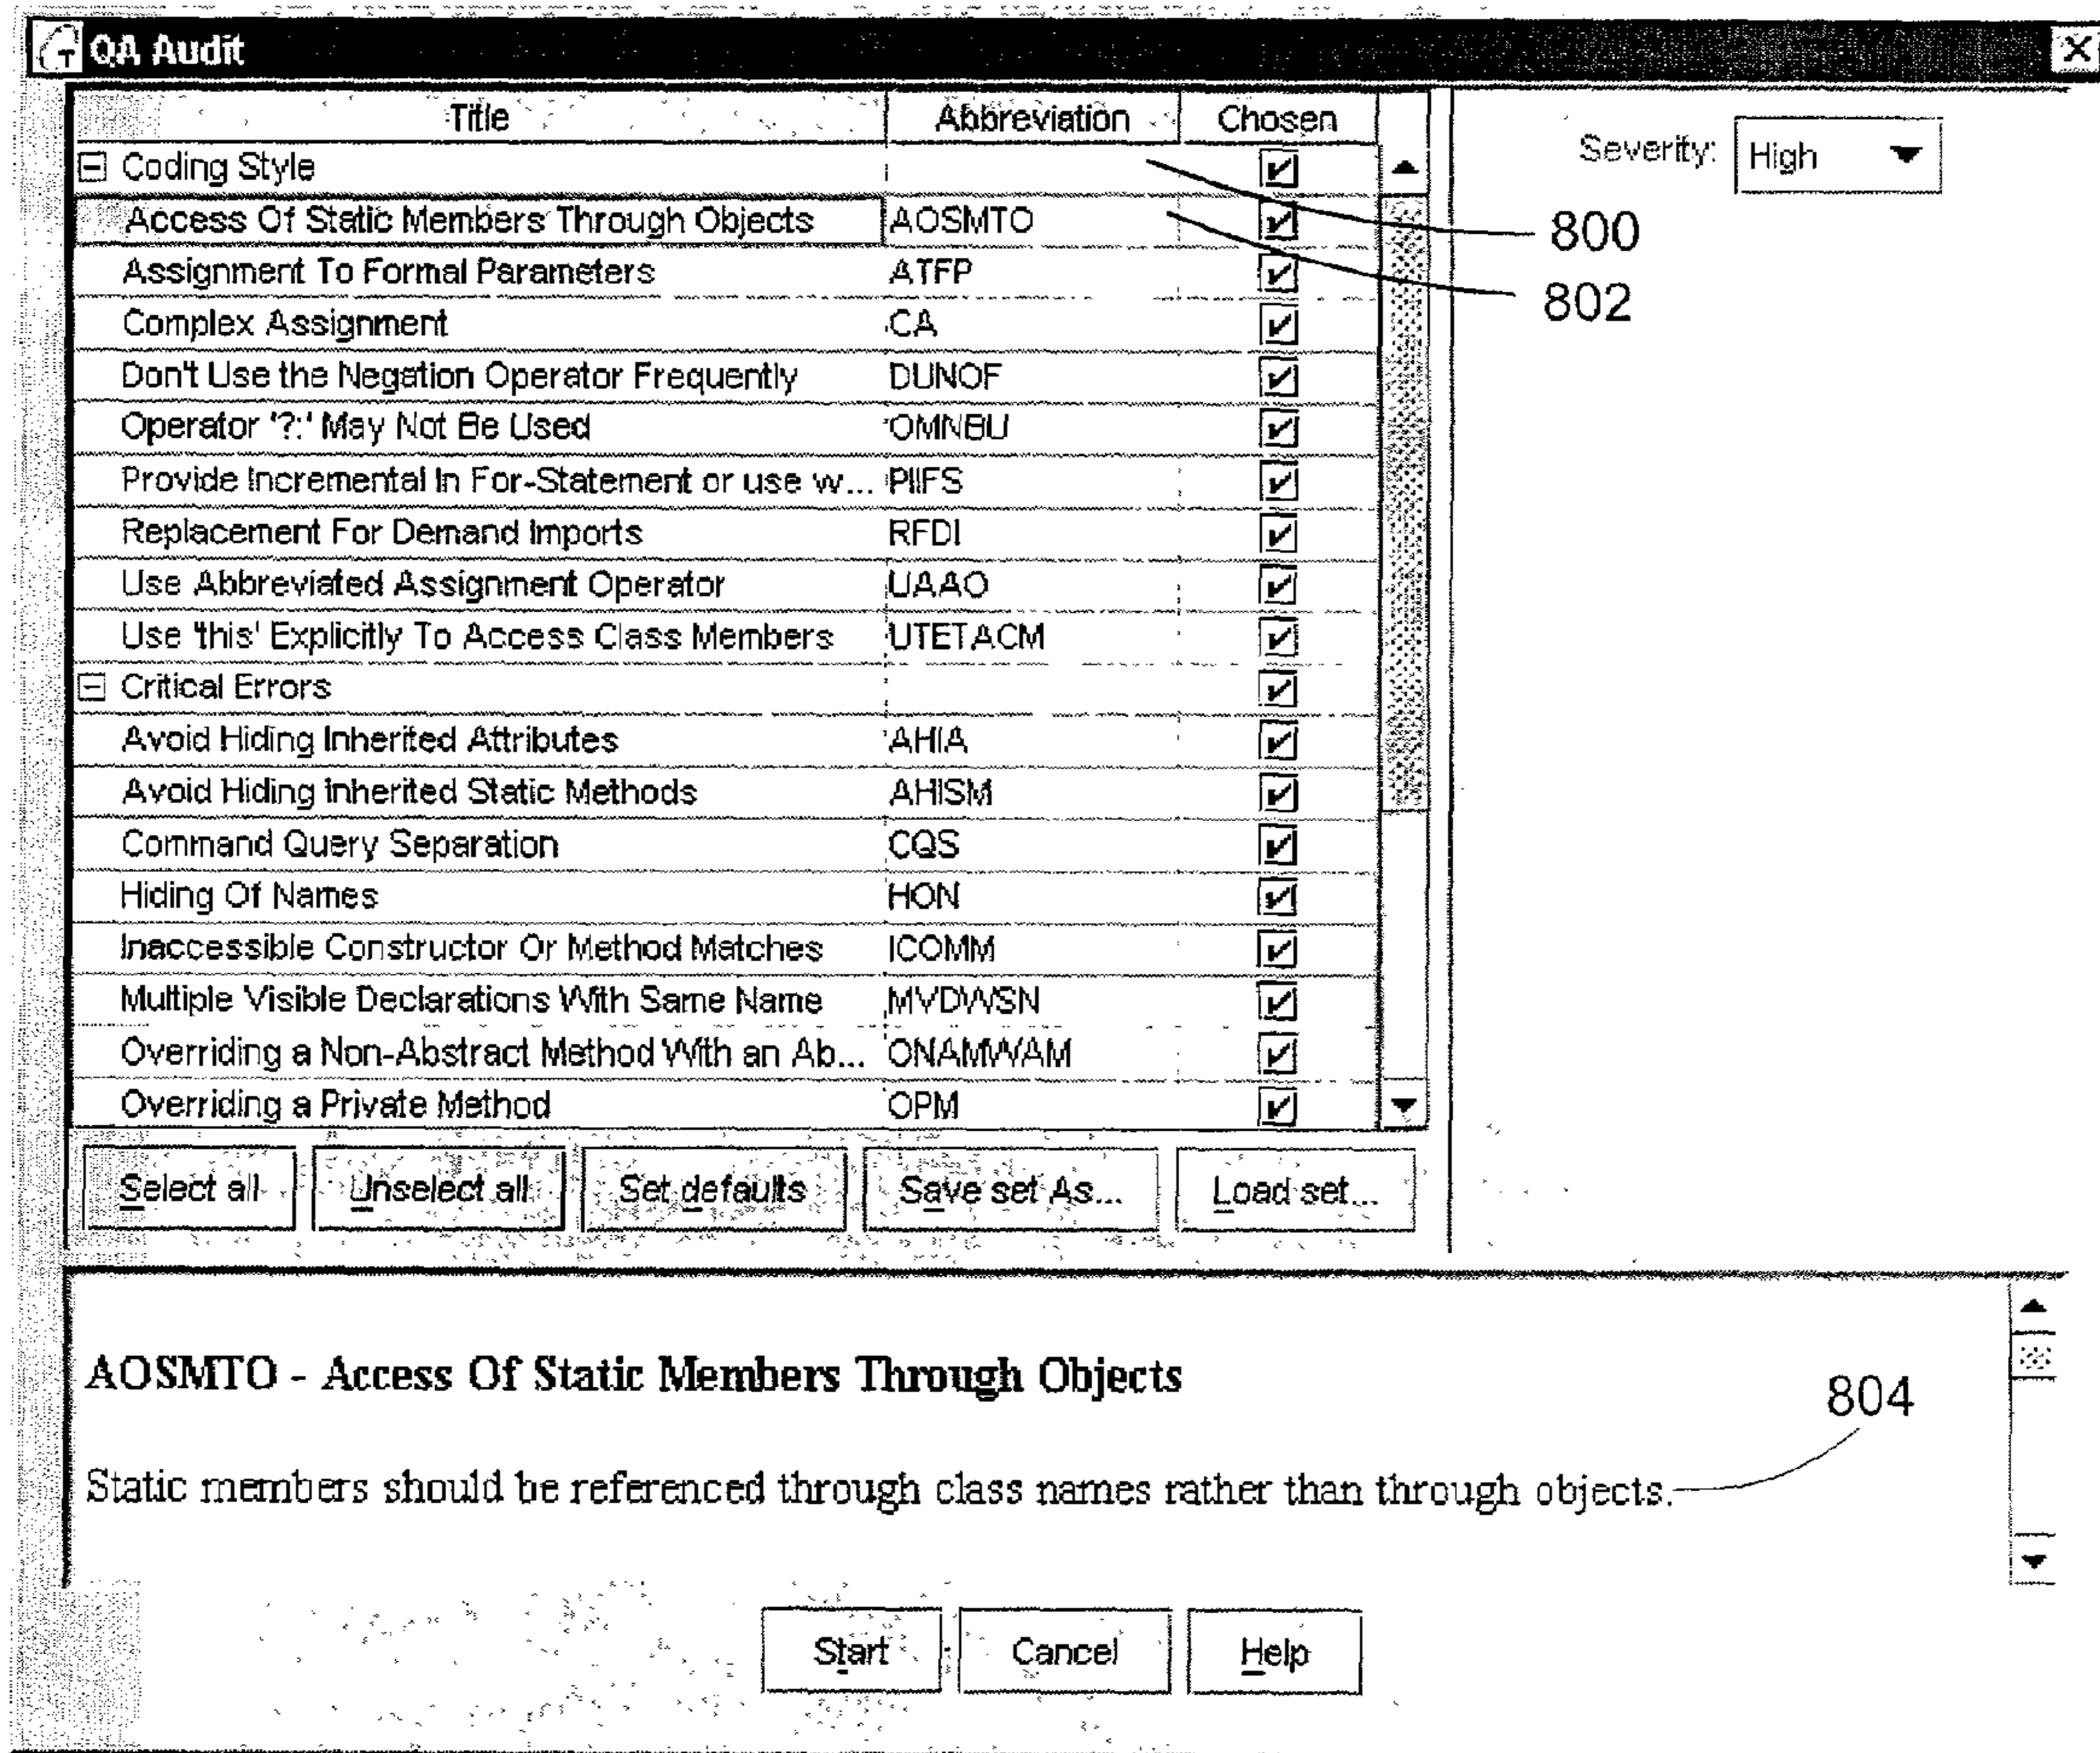 QA Audit
Title Abbreviation Chosen
Severity: High
Coding Style
800
Access Of Static Members Through Objects AOSMTO
802
Assignment To Formal Parameters ATFP
Complex Assignment CA
Don't Use the Negation Operator Frequently DUNOF
Operator '?:' May Not Be Used OMNBU
Provide Incremental In For-Statement or use w... PIIFS
Replacement For Demand Imports RFDI
Use Abbreviated Assignment Operator UAAO
Use 'this' Explicitly To Access Class Members UTETACM
Critical Errors
Avoid Hiding Inherited Attributes AHIA
Avoid Hiding Inherited Static Methods AHISM
Command Query Separation CQS
Hiding Of Names HON
Inaccessible Constructor Or Method Matches ICOMM
Multiple Visible Declarations With Same Name MVDWSN
Overriding a Non-Abstract Method With an Ab... ONAMWAM
Overriding a Private Method OPM
Select all Unselect all Set defaults Save set As... Load set...
AOSMTO - Access Of Static Members Through Objects
804
Static members should be referenced through class names rather than through objects.
Start Cancel Help